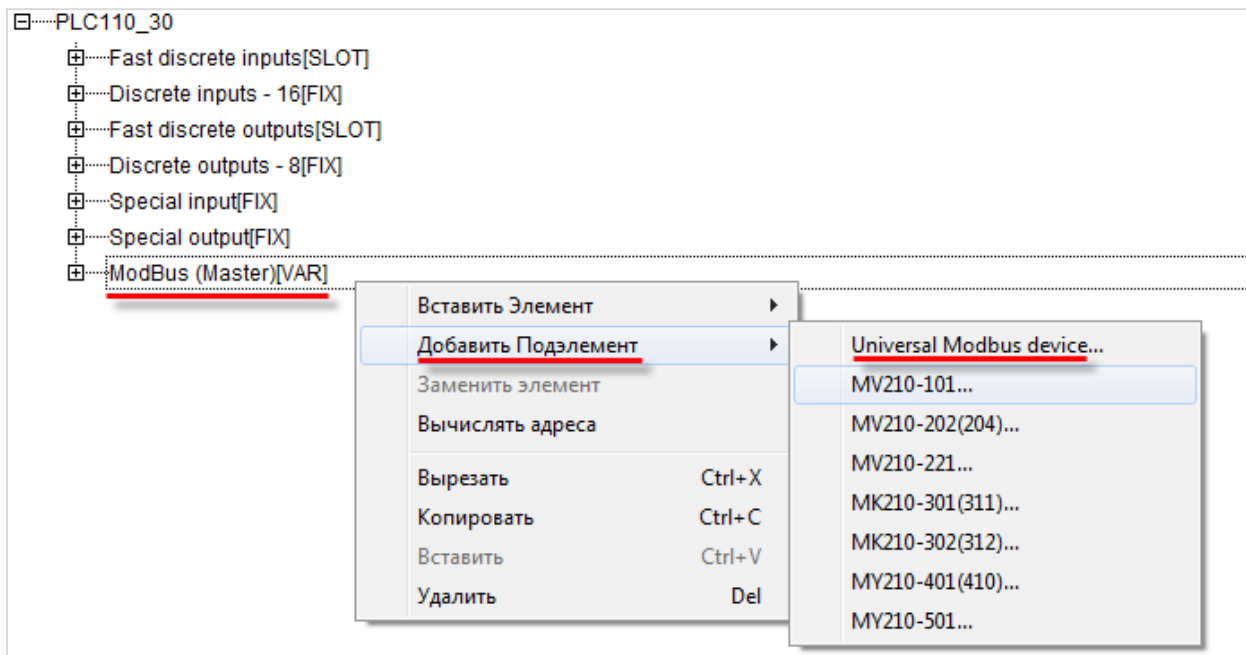 PLC110_30
Fast discrete inputs[SLOT]
Discrete inputs - 16[FIX]
Fast discrete outputs[SLOT]
Discrete outputs - 8[FIX]
Special input[FIX]
Special output[FIX]
ModBus (Master)[VAR]
Вставить Элемент
Добавить Подэлемент
Заменить элемент
Вычислять адреса
Вырезать Ctrl+X
Копировать Ctrl+C
Вставить Ctrl+V
Удалить Del
Universal Modbus device...
MV210-101...
MV210-202(204)...
MV210-221...
MK210-301(311)...
MK210-302(312)...
MY210-401(410)...
MY210-501...